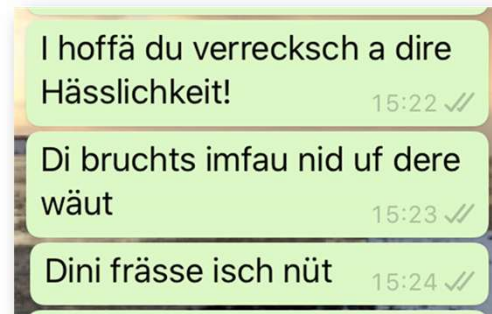 I hoffä du verrecksch a dire
Hässlichkeit!
15:22
Di bruchts imfau nid uf dere
wäut
15:23
Dini frässe isch nüt
15:24